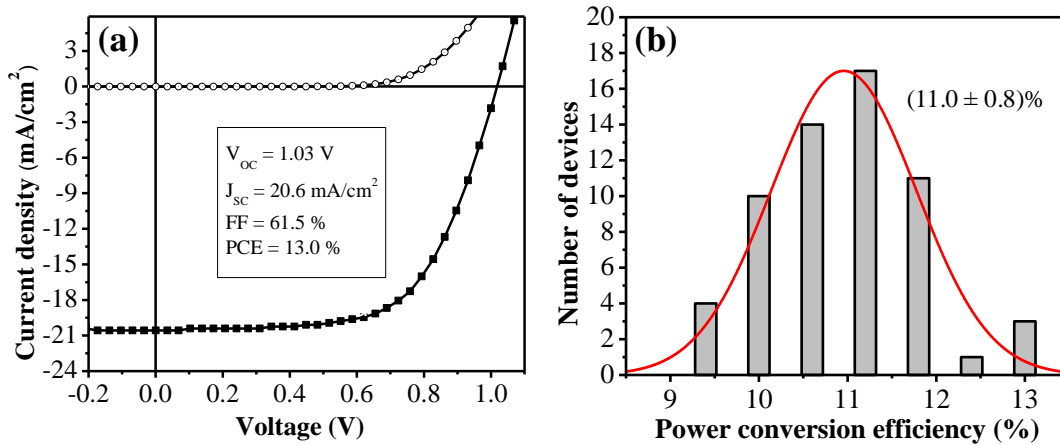 (a)
6
3
0
-3
-6
-9
-12
-15
-18
-21
-24
Current density (mA/cm²)
V_OC = 1.03 V
J_SC = 20.6 mA/cm²
FF = 61.5 %
PCE = 13.0 %
-0.2 0.0 0.2 0.4 0.6 0.8 1.0
Voltage (V)
(b)
20
18
16
14
12
10
8
6
4
2
0
Number of devices
(11.0 ± 0.8)%
9 10 11 12 13
Power conversion efficiency (%)